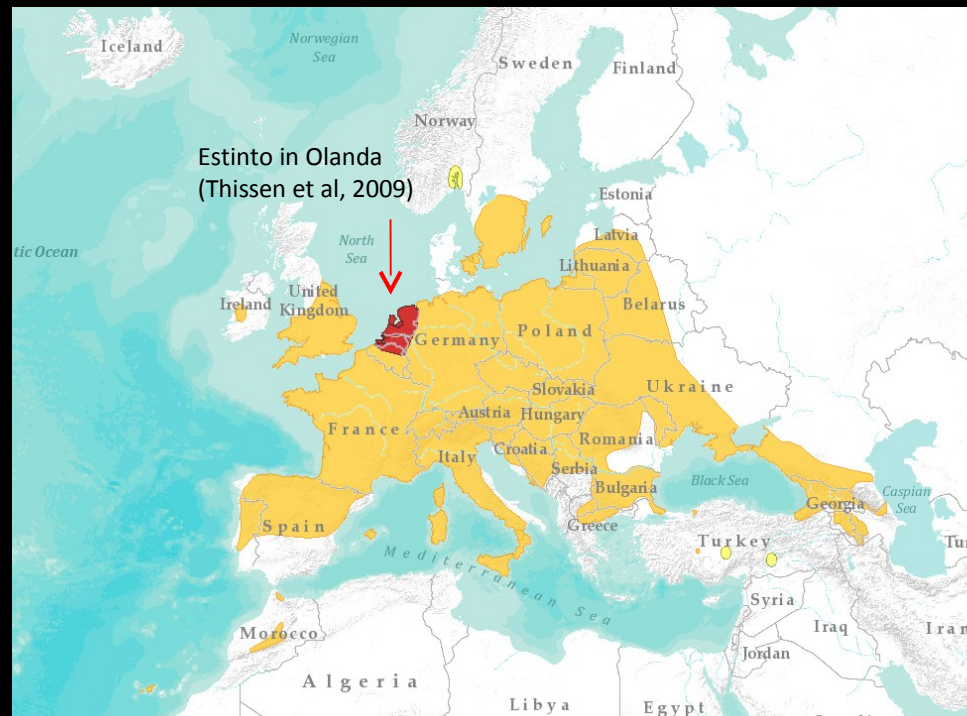 Iceland
Norwegian
Sea
Sweden
Finland
Norway
Estinto in Olanda
(Thissen et al, 2009)
Estonia
North
Sea
Latvia
tic Ocean
Lithuania
United
Kingdom
Ireland
Belarus
Germany
Poland
Slovakia
Ukraine
Austria
Hungary
France
Romania
Croatia
Italy
Serbia
Bulgaria
Black Sea
Caspian
Sea
Georgia
Spain
Greece
Turkey
Tur
Mediterranean Sea
Syria
Morocco
Iraq
Iran
Jordan
Algeria
Libya
Egypt